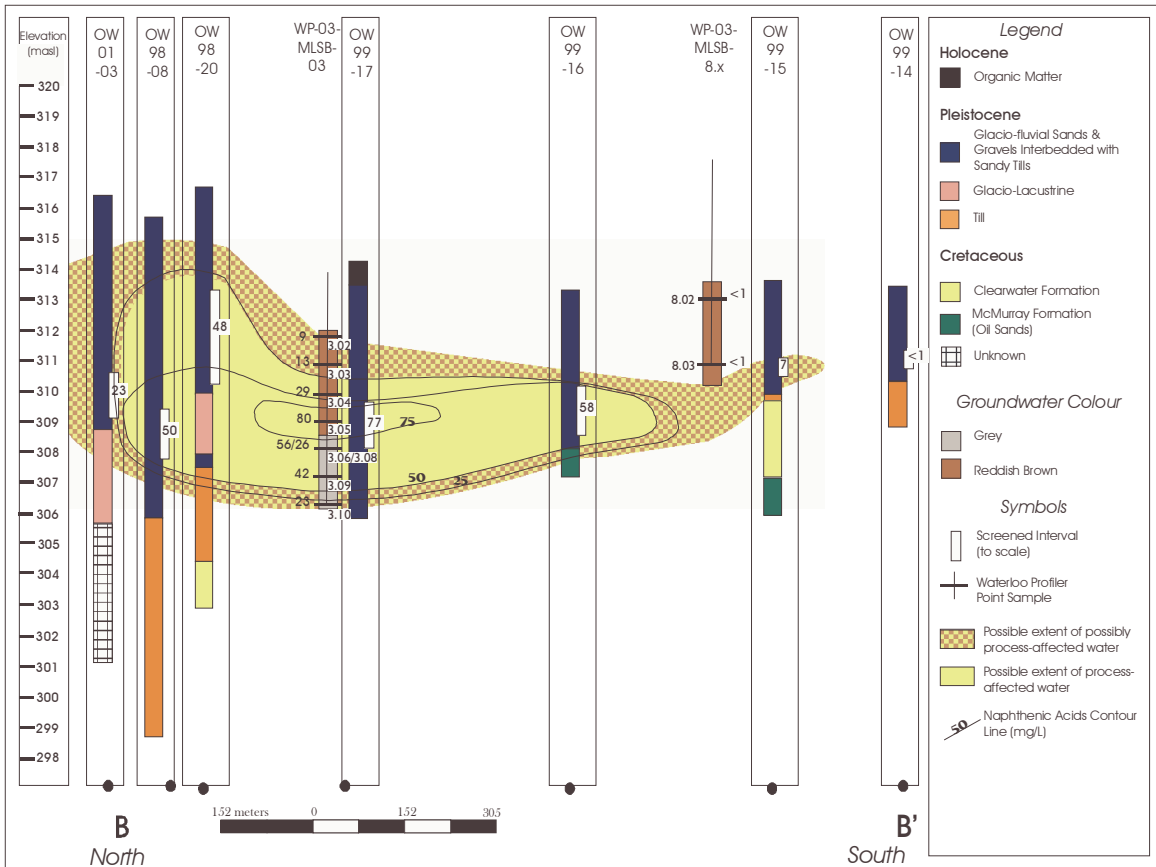 Elevation
(masl)
OW
01
-03
OW
98
-08
OW
98
-20
WP-03-
MLSB-
03
OW
99
-17
OW
99
-16
WP-03-
MLSB-
8.x
OW
99
-15
OW
99
-14
320
319
318
317
316
315
314
313
312
311
310
309
308
307
306
305
304
303
302
301
300
299
298
23
50
48
9
3.02
13
3.03
29
3.04
80
3.05
56/26
3.06/3.08
42
3.09
23
3.10
77
75
50
25
58
8.02
<1
8.03
<1
7
<1
152 meters
0
152
305
B
North
B'
South
Legend
Holocene
Organic Matter
Pleistocene
Glacio-fluvial Sands &
Gravels Interbedded with
Sandy Tills
Glacio-Lacustrine
Till
Cretaceous
Clearwater Formation
McMurray Formation
(Oil Sands)
Unknown
Groundwater Colour
Grey
Reddish Brown
Symbols
Screened Interval
(to scale)
Waterloo Profiler
Point Sample
Possible extent of possibly
process-affected water
Possible extent of process-
affected water
50
Naphthenic Acids Contour
Line (mg/L)